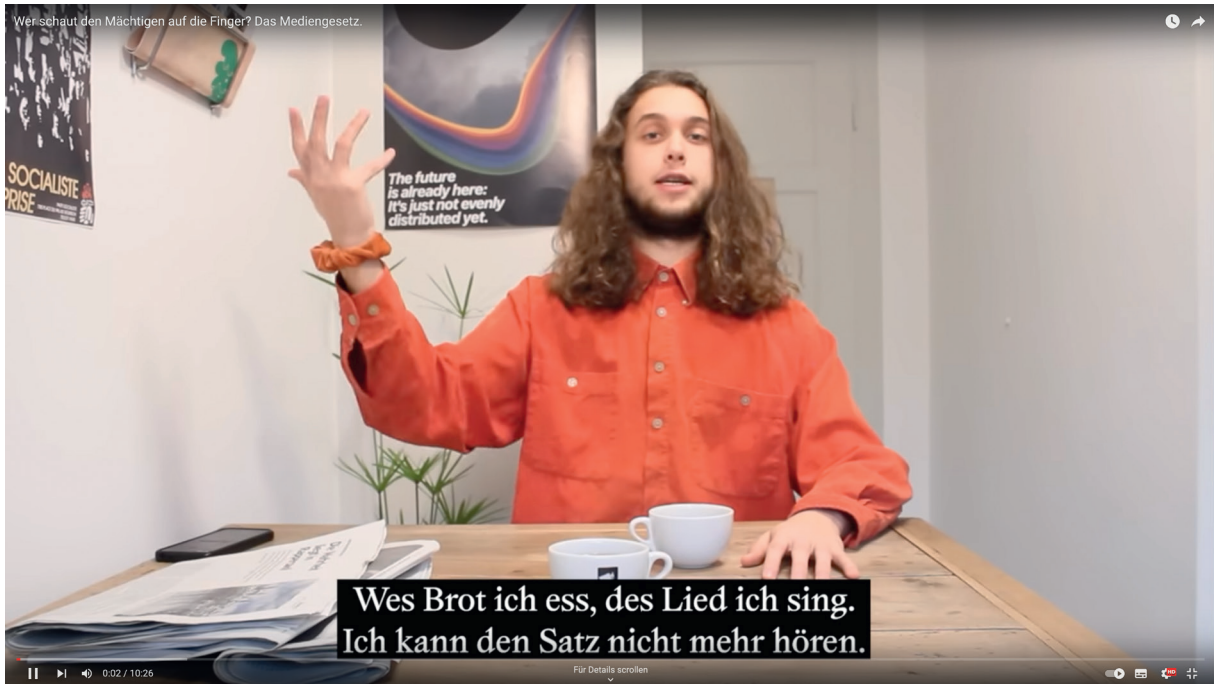 Wer schaut den Mächtigen auf die Finger? Das Mediengesetz.
SOCIALISTE
PRISE
The future
is already here:
It's just not evenly
distributed yet.
Wes Brot ich ess, des Lied ich sing.
Ich kann den Satz nicht mehr hören.
0:02 / 10:26
Für Details scrollen
HD